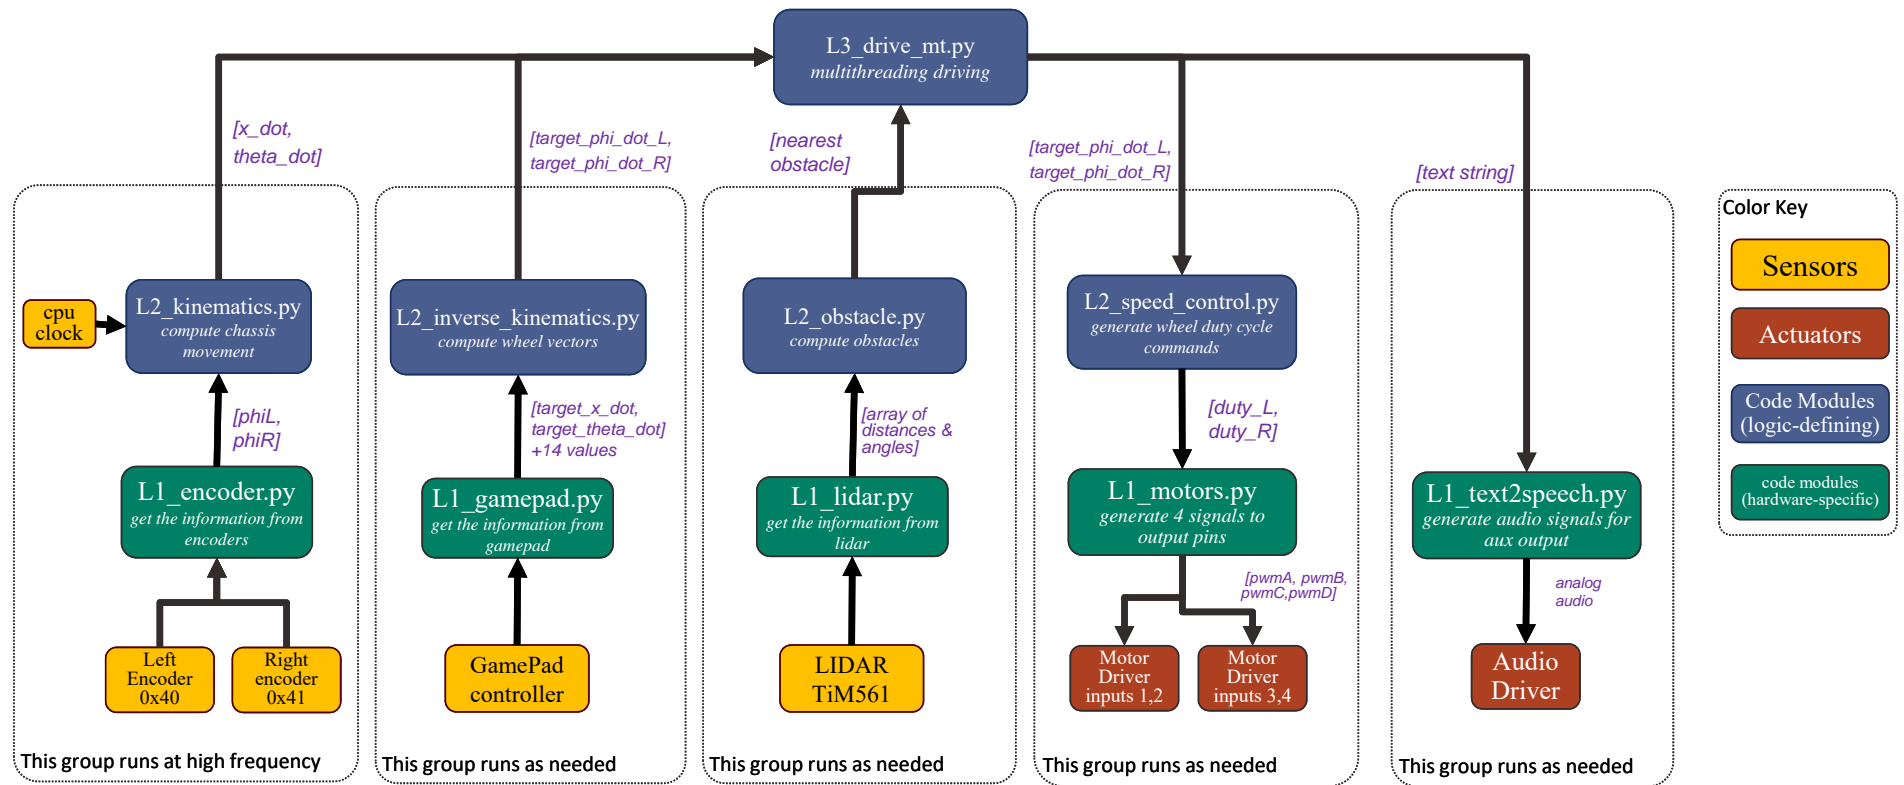 L3_drive_mt.py
multithreading driving
[x_dot,
theta_dot]
[target_phi_dot_L,
target_phi_dot_R]
[nearest
obstacle]
[target_phi_dot_L,
target_phi_dot_R]
[text string]
cpu
clock
L2_kinematics.py
compute chassis
movement
L2_inverse_kinematics.py
compute wheel vectors
L2_obstacle.py
compute obstacles
L2_speed_control.py
generate wheel duty cycle
commands
[phiL,
phiR]
[target_x_dot,
target_theta_dot]
+14 values
[array of
distances &
angles]
[duty_L,
duty_R]
L1_encoder.py
get the information from
encoders
L1_gamepad.py
get the information from
gamepad
L1_lidar.py
get the information from
lidar
L1_motors.py
generate 4 signals to
output pins
L1_text2speech.py
generate audio signals for
aux output
[pwmA, pwmB,
pwmC,pwmD]
analog
audio
Left
Encoder
0x40
Right
encoder
0x41
GamePad
controller
LIDAR
TiM561
Motor
Driver
inputs 1,2
Motor
Driver
inputs 3,4
Audio
Driver
This group runs at high frequency
This group runs as needed
This group runs as needed
This group runs as needed
This group runs as needed
Color Key
Sensors
Actuators
Code Modules
(logic-defining)
code modules
(hardware-specific)